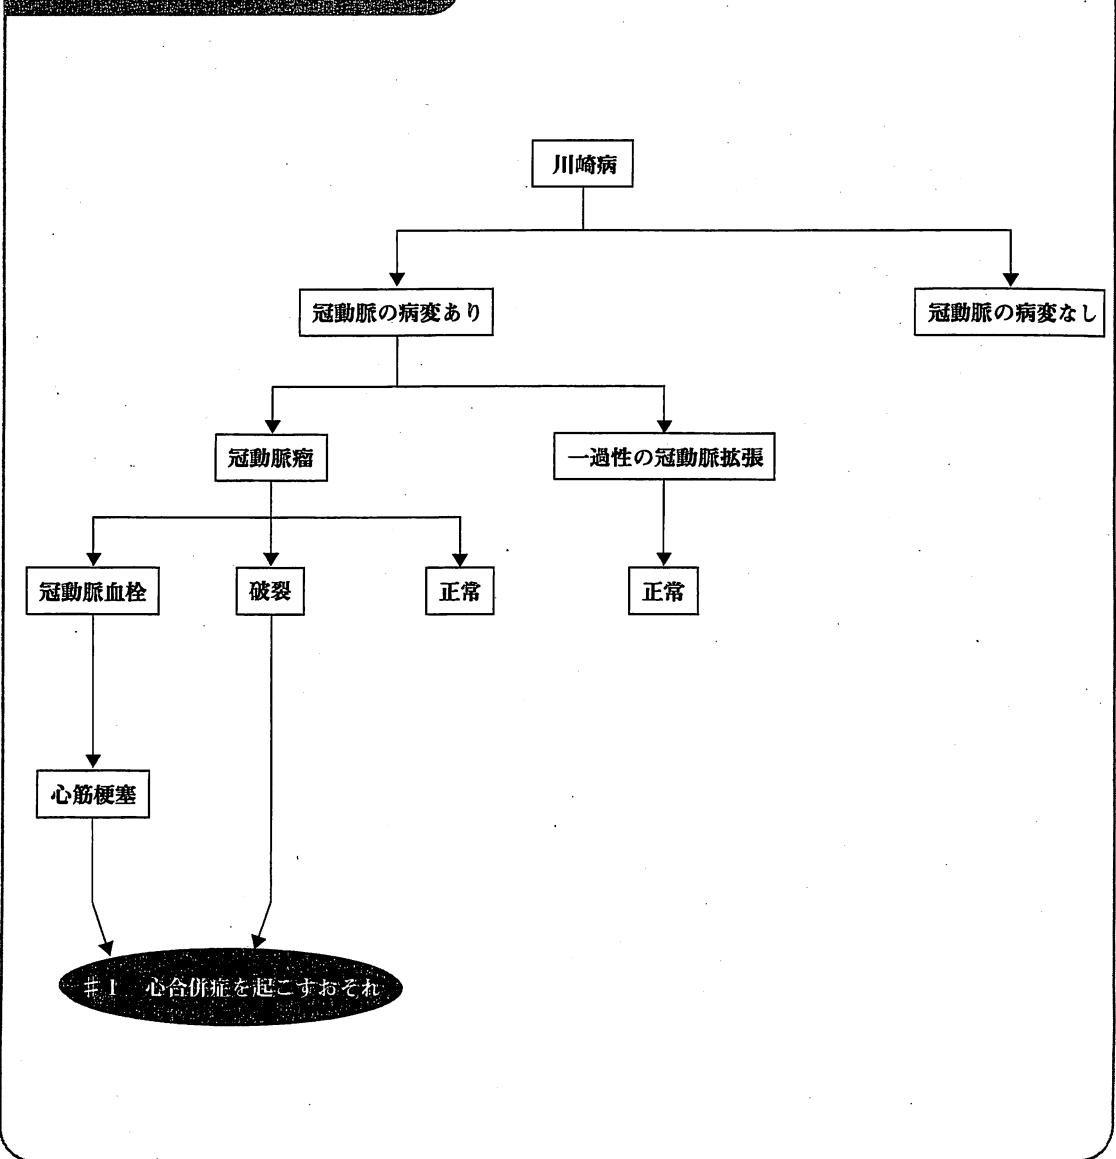 川崎病
冠動脈の病変あり
冠動脈の病変なし
冠動脈瘤
一過性の冠動脈拡張
冠動脈血栓
破裂
正常
正常
心筋梗塞
＃1　心合併症を起こすおそれ